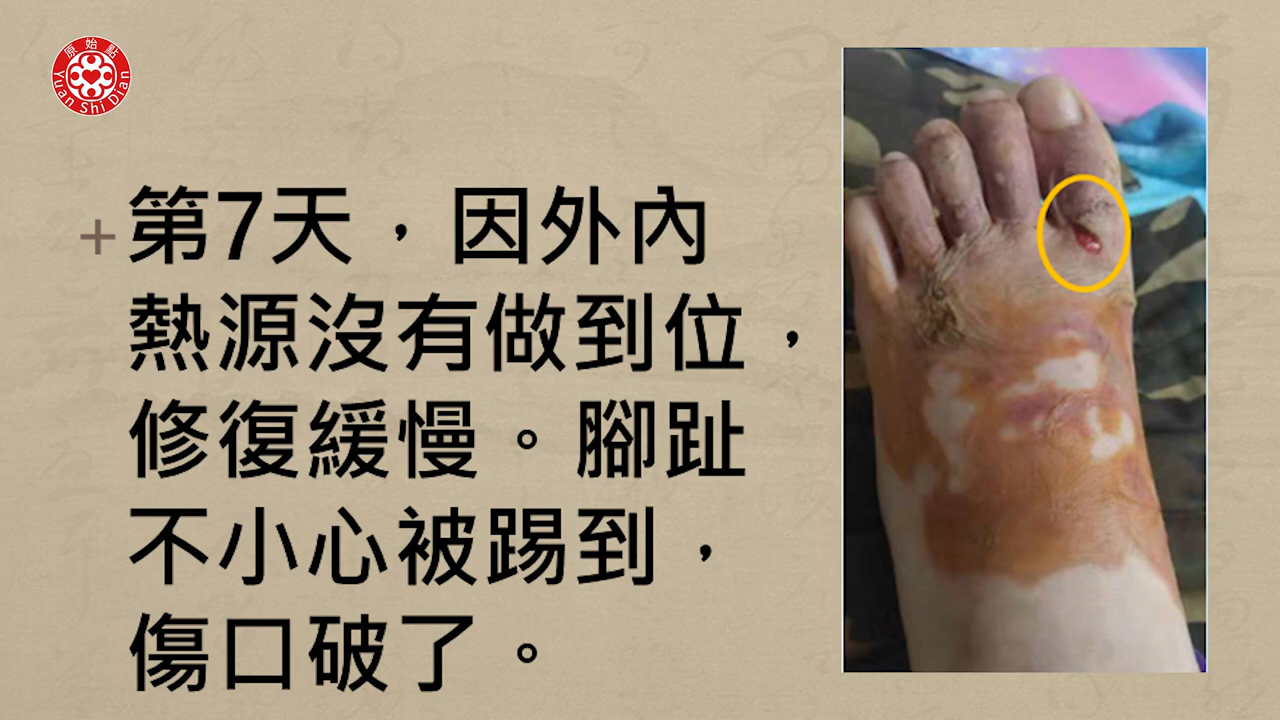 原始點
Yuan Shi Dian
+第7天，因外內
熱源沒有做到位，
修復緩慢。腳趾
不小心被踢到，
傷口破了。